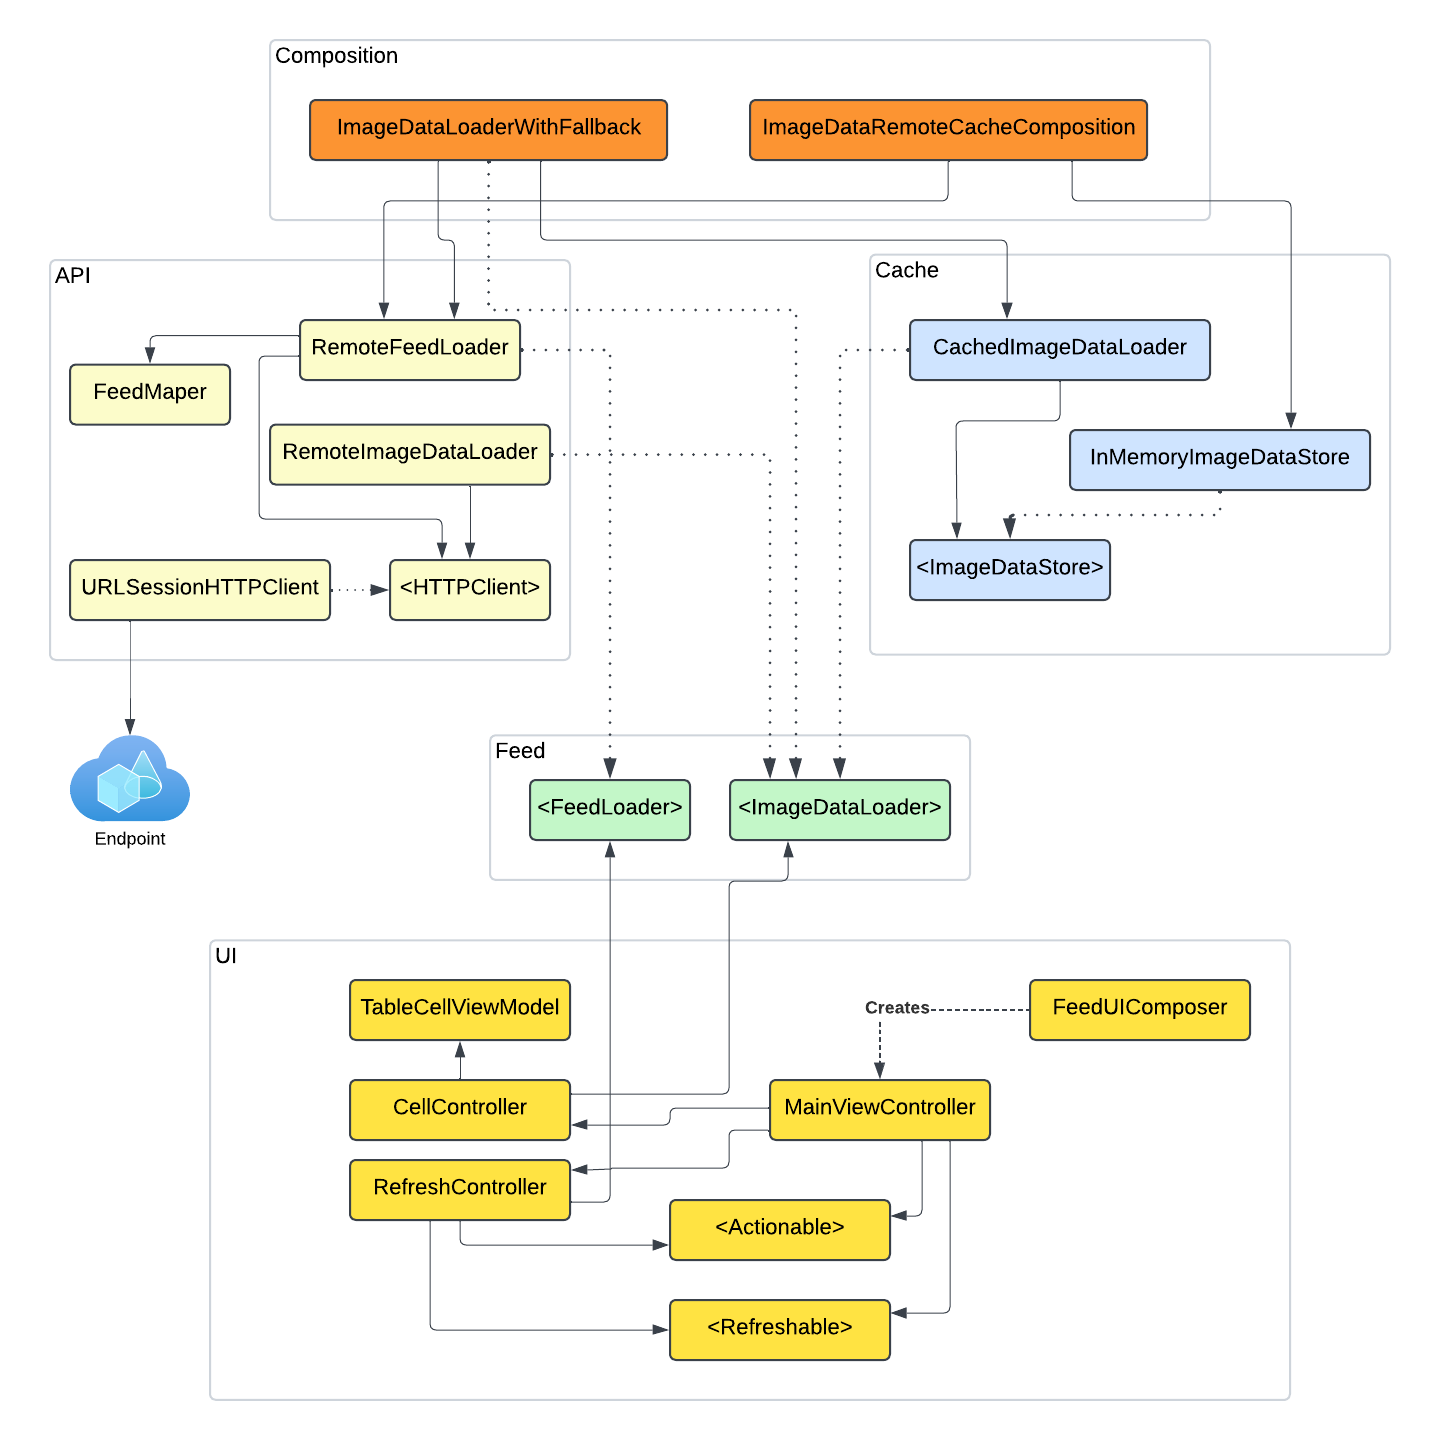 Composition
ImageDataLoaderWithFallback
ImageDataRemoteCacheComposition
API
Cache
RemoteFeedLoader
CachedImageDataLoader
FeedMaper
RemoteImageDataLoader
InMemoryImageDataStore
<ImageDataStore>
URLSessionHTTPClient
<HTTPClient>
Feed
<FeedLoader>
<ImageDataLoader>
Endpoint
UI
TableCellViewModel
Creates
FeedUIComposer
CellController
MainViewController
RefreshController
<Actionable>
<Refreshable>